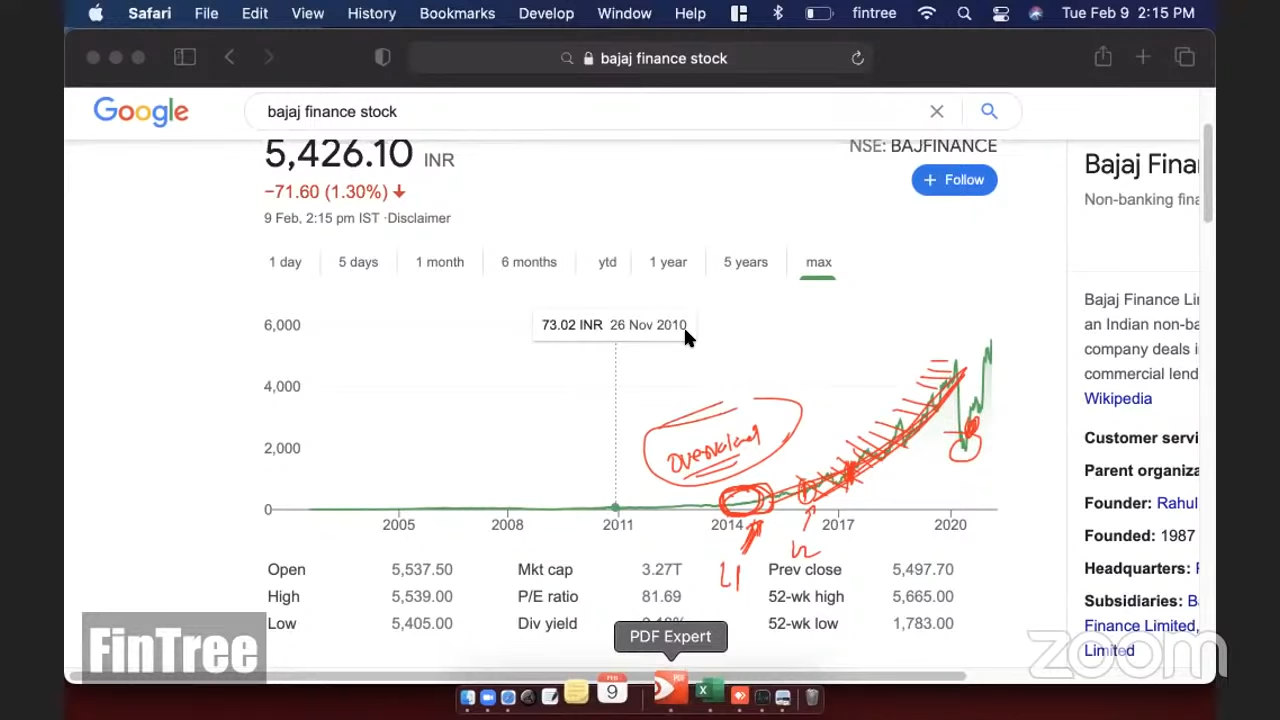 Safari File Edit View History Bookmarks Develop Window Help fintree Tue Feb 9 2:15 PM
bajaj finance stock
Google bajaj finance stock
5,426.10 INR
NSE: BAJFINANCE
−71.60 (1.30%)
+ Follow
9 Feb, 2:15 pm IST ·Disclaimer
1 day 5 days 1 month 6 months ytd 1 year 5 years max
73.02 INR 26 Nov 2010
6,000
4,000
2,000
0
overvalued
2005 2008 2011 2014 2017 2020
Open 5,537.50 Mkt cap 3.27T Prev close 5,497.70
High 5,539.00 P/E ratio 81.69 52-wk high 5,665.00
Low 5,405.00 Div yield 52-wk low 1,783.00
Bajaj Fina
Non-banking fina
Bajaj Finance Li
an Indian non-ba
company deals i
commercial lend
Wikipedia
Customer servi
Parent organiza
Founder: Rahul
Founded: 1987
Headquarters:
Subsidiaries: B
Finance Limited,
Limited
PDF Expert
FEB
9
FinTree
zoom